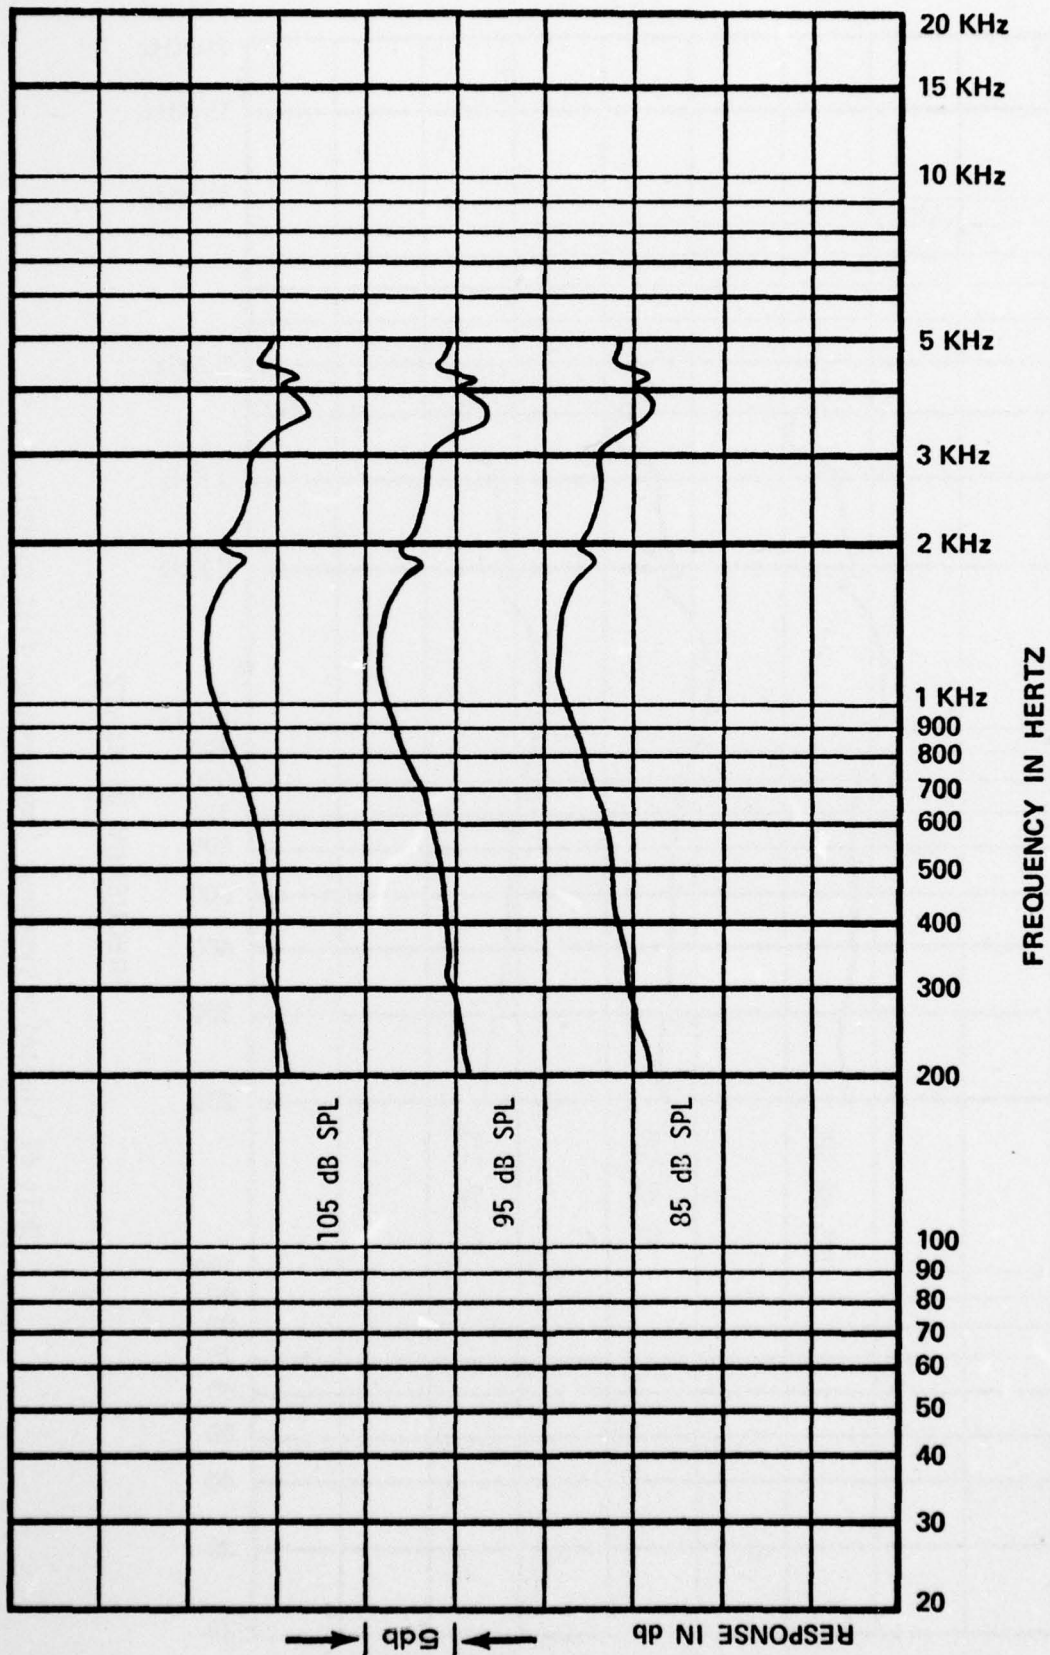 20 KHz
15 KHz
10 KHz
5 KHz
3 KHz
2 KHz
1 KHz
900
800
700
600
500
400
300
200
100
90
80
70
60
50
40
30
20
FREQUENCY IN HERTZ
105 dB SPL
95 dB SPL
85 dB SPL
5db
RESPONSE IN db